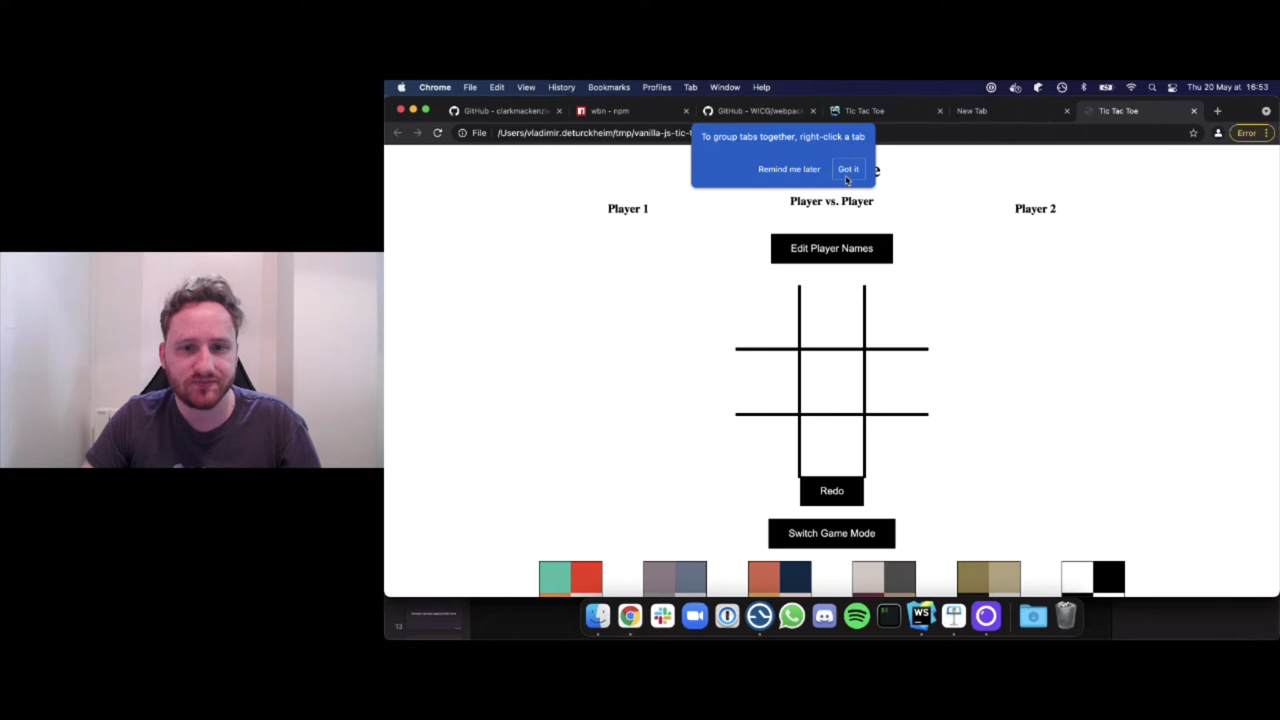 Chrome File Edit View History Bookmarks Profiles Tab Window Help Thu 20 May at 16:53
GitHub - clarkmackenzi wbn - npm GitHub - WICG/webpack Tic Tac Toe New Tab Tic Tac Toe
File /Users/vladimir.deturckheim/tmp/vanilla-js-tic-t Error
To group tabs together, right-click a tab
Remind me later Got it
e
Player vs. Player
Player 1 Player 2
Edit Player Names
Redo
Switch Game Mode
WS
13